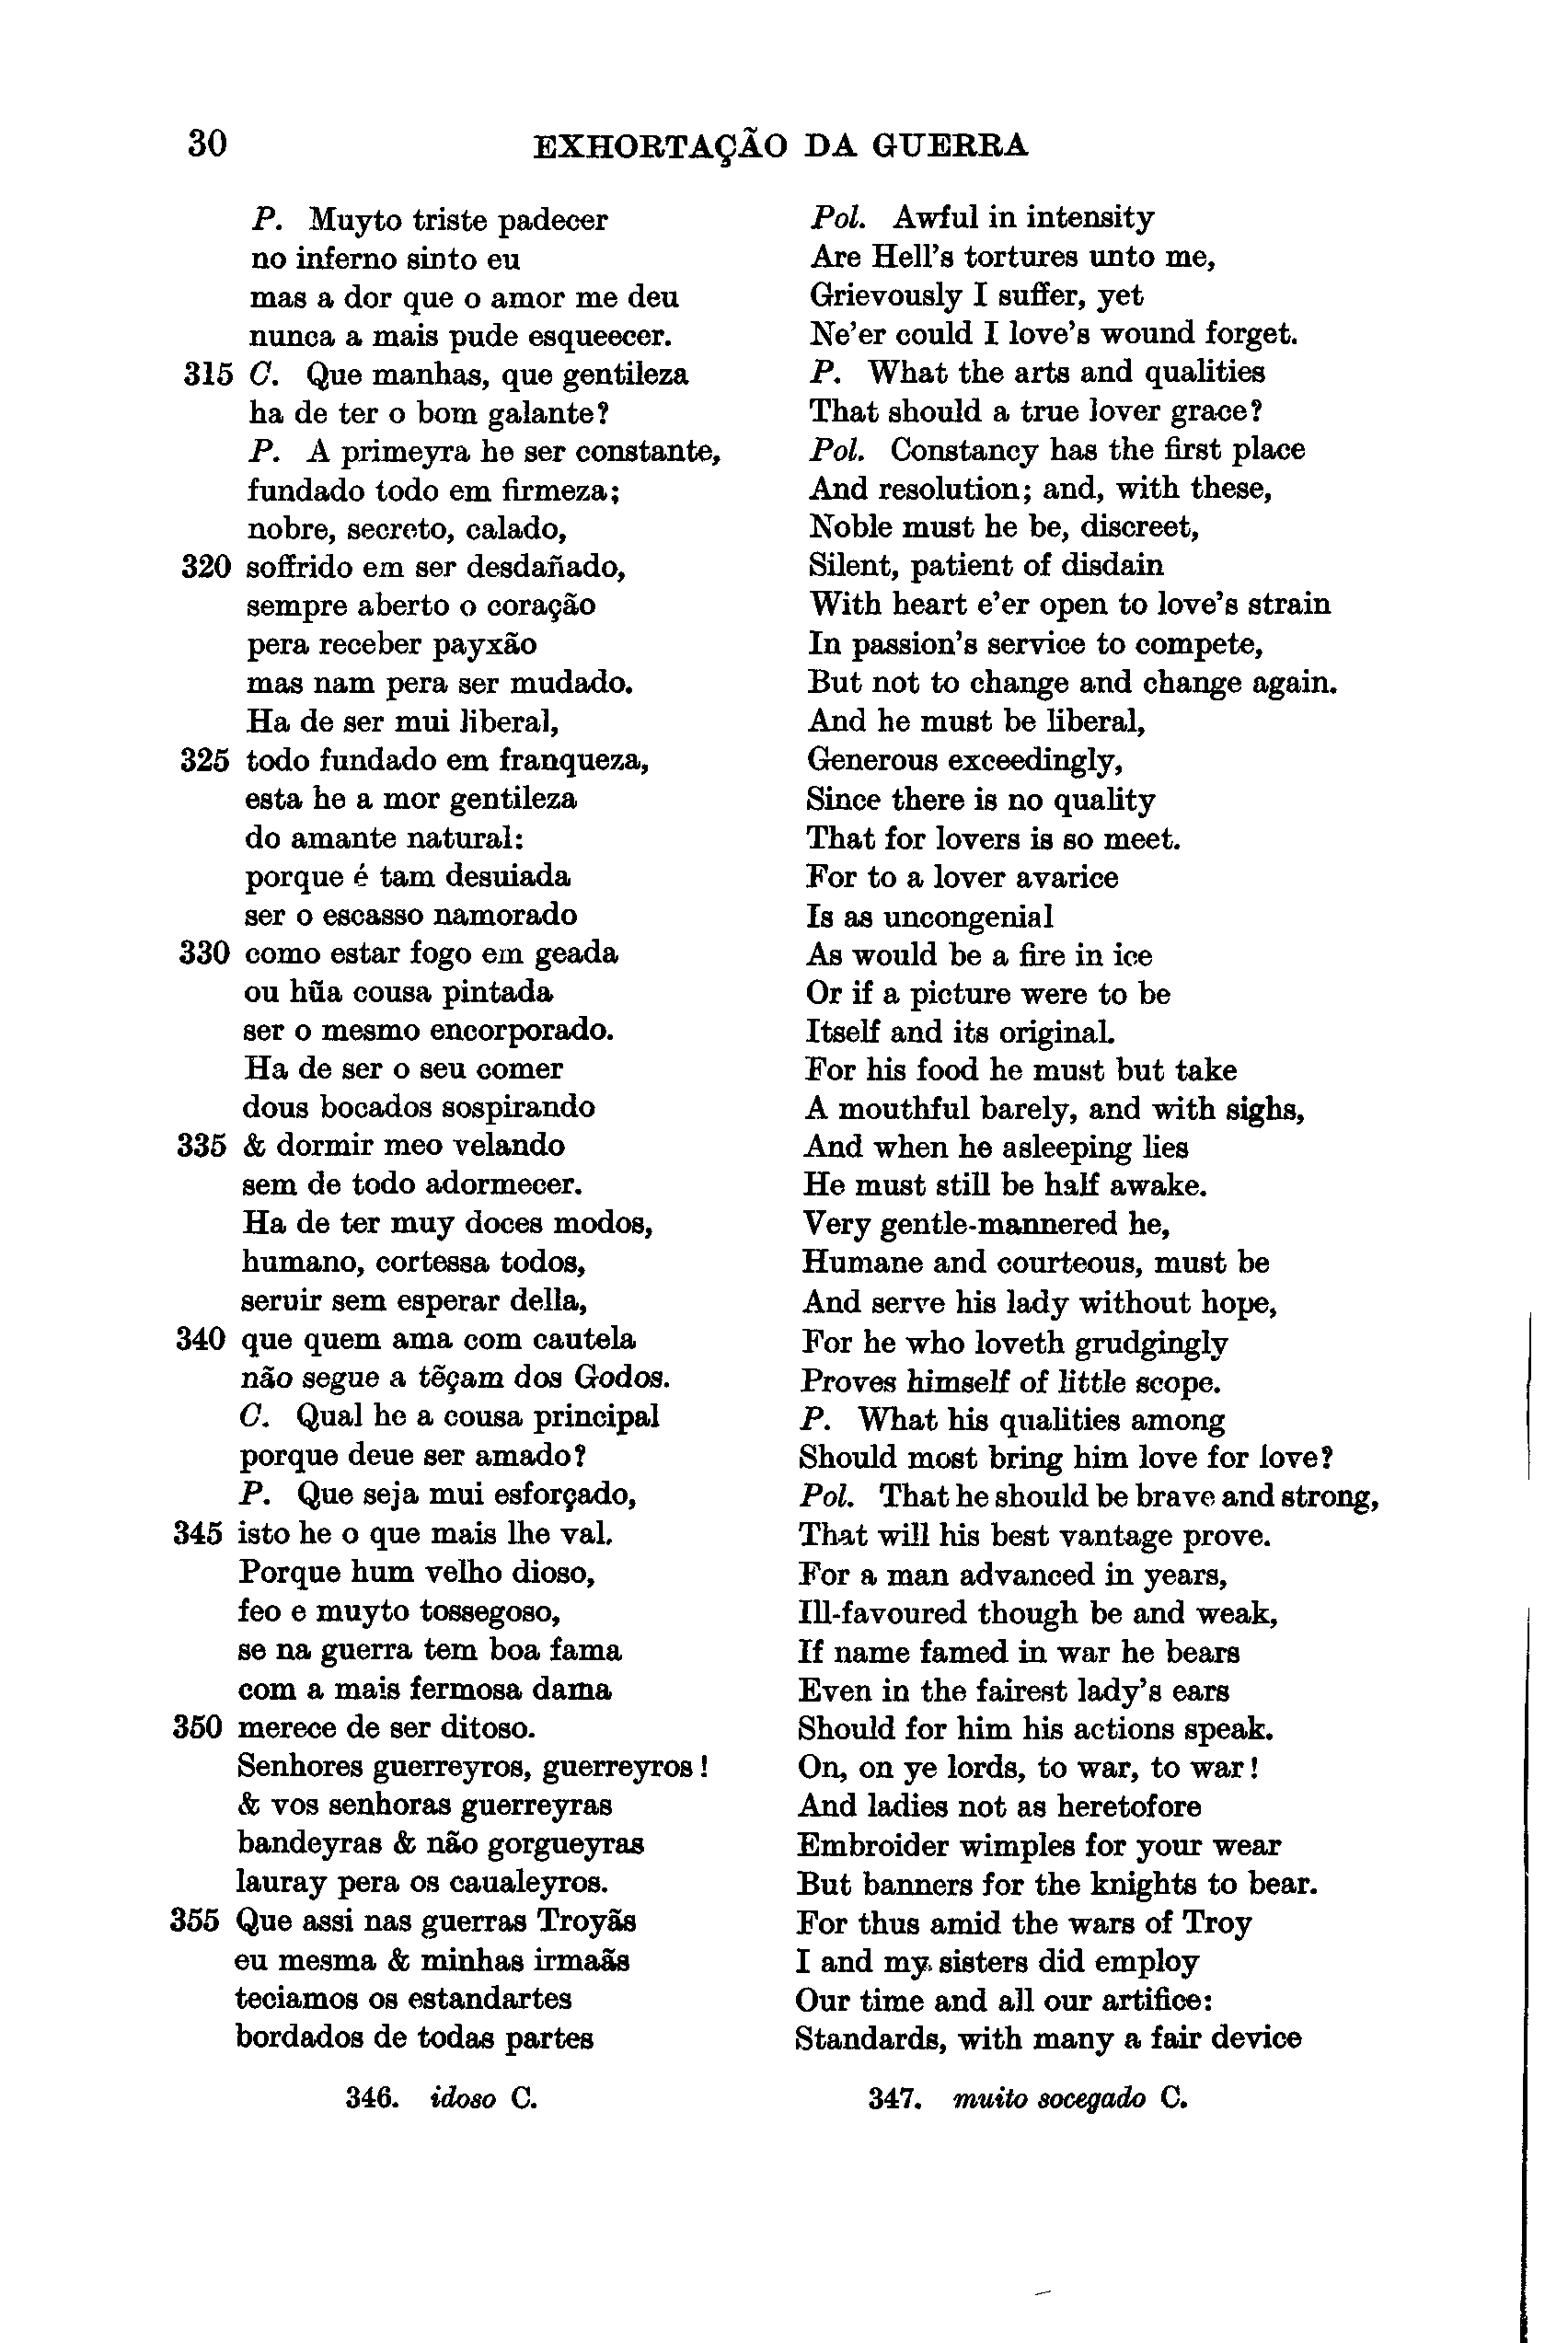 30
EXHORTAÇÃO DA GUERRA
P. Muyto triste padecer
no inferno sinto eu
mas a dor que o amor me deu
nunca a mais pude esqueecer.
315 C. Que manhas, que gentileza
ha de ter o bom galante?
P. A primeyra he ser constante,
fundado todo em firmeza;
nobre, secreto, calado,
320 soffrido em ser desdañado,
sempre aberto o coração
pera receber payxão
mas nam pera ser mudado.
Ha de ser mui liberal,
325 todo fundado em franqueza,
esta he a mor gentileza
do amante natural:
porque é tam desuiada
ser o escasso namorado
330 como estar fogo em geada
ou hũa cousa pintada
ser o mesmo encorporado.
Ha de ser o seu comer
dous bocados sospirando
335 & dormir meo velando
sem de todo adormecer.
Ha de ter muy doces modos,
humano, cortessa todos,
seruir sem esperar della,
340 que quem ama com cautela
não segue a tẽçam dos Godos.
C. Qual he a cousa principal
porque deue ser amado?
P. Que seja mui esforçado,
345 isto he o que mais lhe val.
Porque hum velho dioso,
feo e muyto tossegoso,
se na guerra tem boa fama
com a mais fermosa dama
350 merece de ser ditoso.
Senhores guerreyros, guerreyros!
& vos senhoras guerreyras
bandeyras & não gorgueyras
lauray pera os caualeyros.
355 Que assi nas guerras Troyãs
eu mesma & minhas irmaãs
teciamos os estandartes
bordados de todas partes
Pol. Awful in intensity
Are Hell's tortures unto me,
Grievously I suffer, yet
Ne'er could I love's wound forget.
P. What the arts and qualities
That should a true lover grace?
Pol. Constancy has the first place
And resolution; and, with these,
Noble must he be, discreet,
Silent, patient of disdain
With heart e'er open to love's strain
In passion's service to compete,
But not to change and change again.
And he must be liberal,
Generous exceedingly,
Since there is no quality
That for lovers is so meet.
For to a lover avarice
Is as uncongenial
As would be a fire in ice
Or if a picture were to be
Itself and its original.
For his food he must but take
A mouthful barely, and with sighs,
And when he asleeping lies
He must still be half awake.
Very gentle-mannered he,
Humane and courteous, must be
And serve his lady without hope,
For he who loveth grudgingly
Proves himself of little scope.
P. What his qualities among
Should most bring him love for love?
Pol. That he should be brave and strong,
That will his best vantage prove.
For a man advanced in years,
Ill-favoured though be and weak,
If name famed in war he bears
Even in the fairest lady's ears
Should for him his actions speak.
On, on ye lords, to war, to war!
And ladies not as heretofore
Embroider wimples for your wear
But banners for the knights to bear.
For thus amid the wars of Troy
I and my sisters did employ
Our time and all our artifice:
Standards, with many a fair device
346. idoso C.
347. muito socegado C.